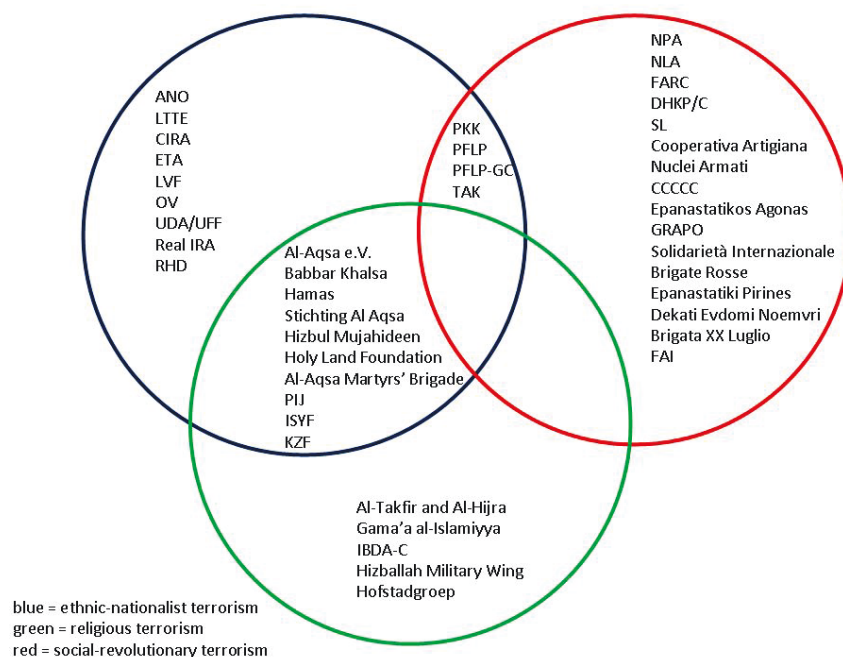 ANO
LTTE
CIRA
ETA
LVF
OV
UDA/UFF
Real IRA
RHD
PKK
PFLP
PFLP-GC
TAK
NPA
NLA
FARC
DHKP/C
SL
Cooperativa Artigiana
Nuclei Armati
CCCCC
Epanastatikos Agonas
GRAPO
Solidarietà Internazionale
Brigate Rosse
Epanastatiki Pirines
Dekati Evdomi Noemvri
Brigata XX Luglio
FAI
Al-Aqsa e.V.
Babbar Khalsa
Hamas
Stichting Al Aqsa
Hizbul Mujahideen
Holy Land Foundation
Al-Aqsa Martyrs’ Brigade
PIJ
ISYF
KZF
Al-Takfir and Al-Hijra
Gama’a al-Islamiyya
IBDA-C
Hizballah Military Wing
Hofstadgroep
blue = ethnic-nationalist terrorism
green = religious terrorism
red = social-revolutionary terrorism